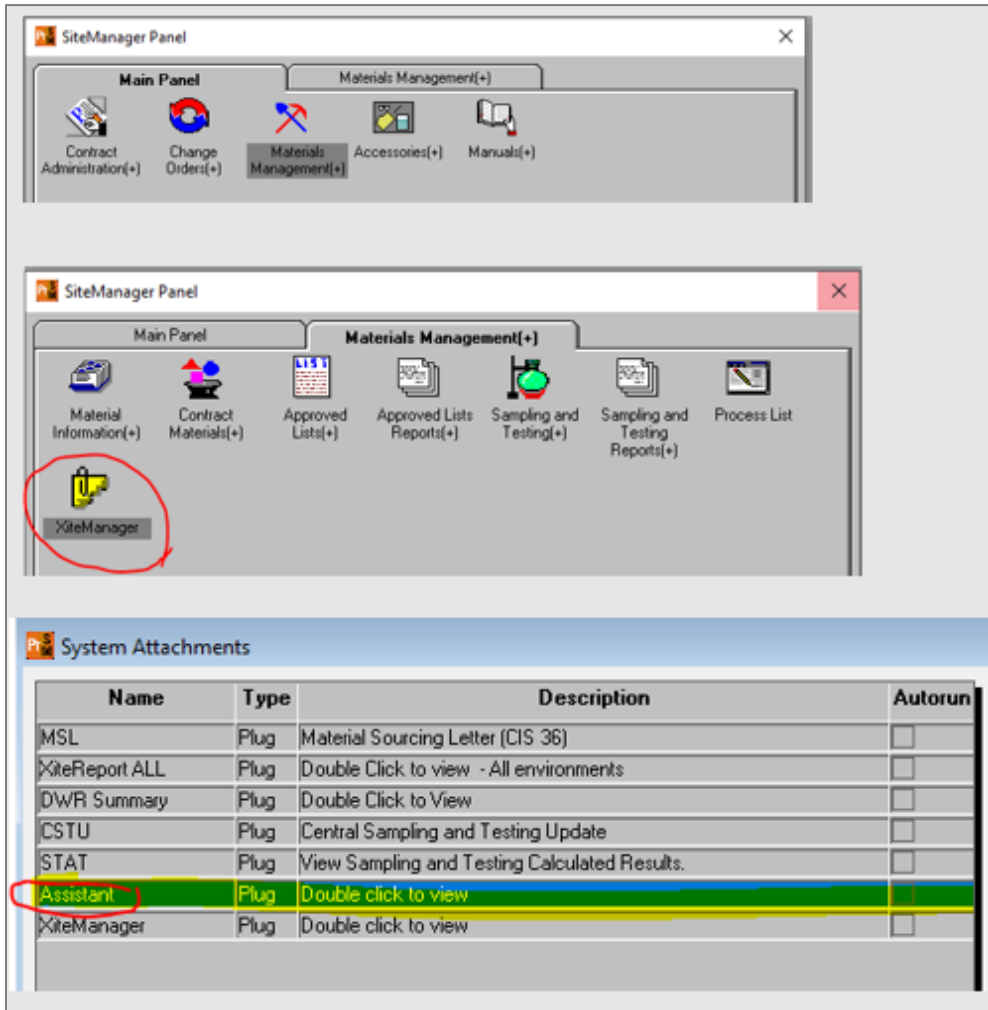 SiteManager Panel
Main Panel Materials Management(+)
Contract Administration(+)
Change Orders(+)
Materials Management(+)
Accessories(+)
Manuals(+)
SiteManager Panel
Main Panel Materials Management(+)
Material Information(+)
Contract Materials(+)
LIST
Approved Lists(+)
Approved Lists Reports(+)
Sampling and Testing(+)
Sampling and Testing Reports(+)
Process List
XiteManager
System Attachments
Name Type Description Autorun
MSL Plug Material Sourcing Letter (CIS 36)
XiteReport ALL Plug Double Click to view - All environments
DWR Summary Plug Double Click to View
CSTU Plug Central Sampling and Testing Update
STAT Plug View Sampling and Testing Calculated Results.
Assistant Plug Double click to view
XiteManager Plug Double click to view